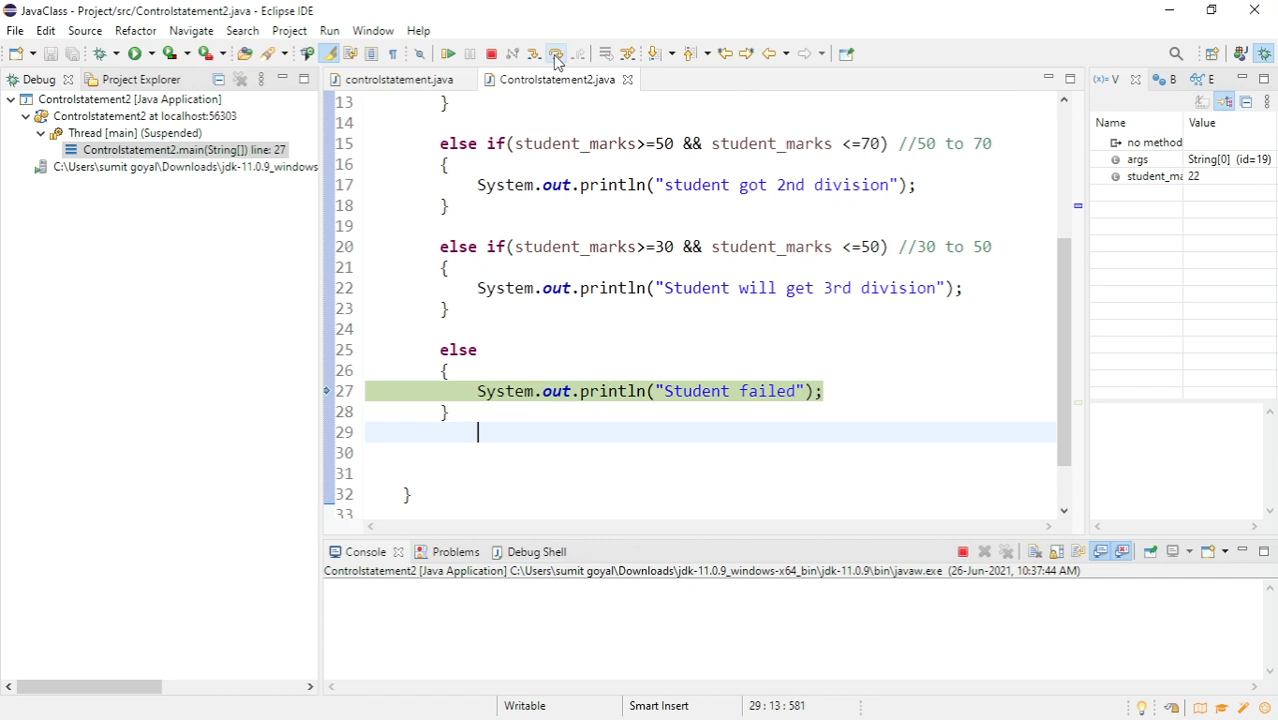 JavaClass - Project/src/Controlstatement2.java - Eclipse IDE
File Edit Source Refactor Navigate Search Project Run Window Help
Debug Project Explorer
Controlstatement2 [Java Application]
Controlstatement2 at localhost:56303
Thread [main] (Suspended)
Controlstatement2.main(String[]) line: 27
C:\Users\sumit goyal\Downloads\jdk-11.0.9_windows
controlstatement.java Controlstatement2.java
13 }
14
15 else if(student_marks>=50 && student_marks <=70) //50 to 70
16 {
17 System.out.println("student got 2nd division");
18 }
19
20 else if(student_marks>=30 && student_marks <=50) //30 to 50
21 {
22 System.out.println("Student will get 3rd division");
23 }
24
25 else
26 {
27 System.out.println("Student failed");
28 }
29
30
31
32 }
33
(x)= V B E
Name Value
no method
args String[0] (id=19)
student_ma 22
Console Problems Debug Shell
Controlstatement2 [Java Application] C:\Users\sumit goyal\Downloads\jdk-11.0.9_windows-x64_bin\jdk-11.0.9\bin\javaw.exe (26-Jun-2021, 10:37:44 AM)
Writable Smart Insert 29 : 13 : 581